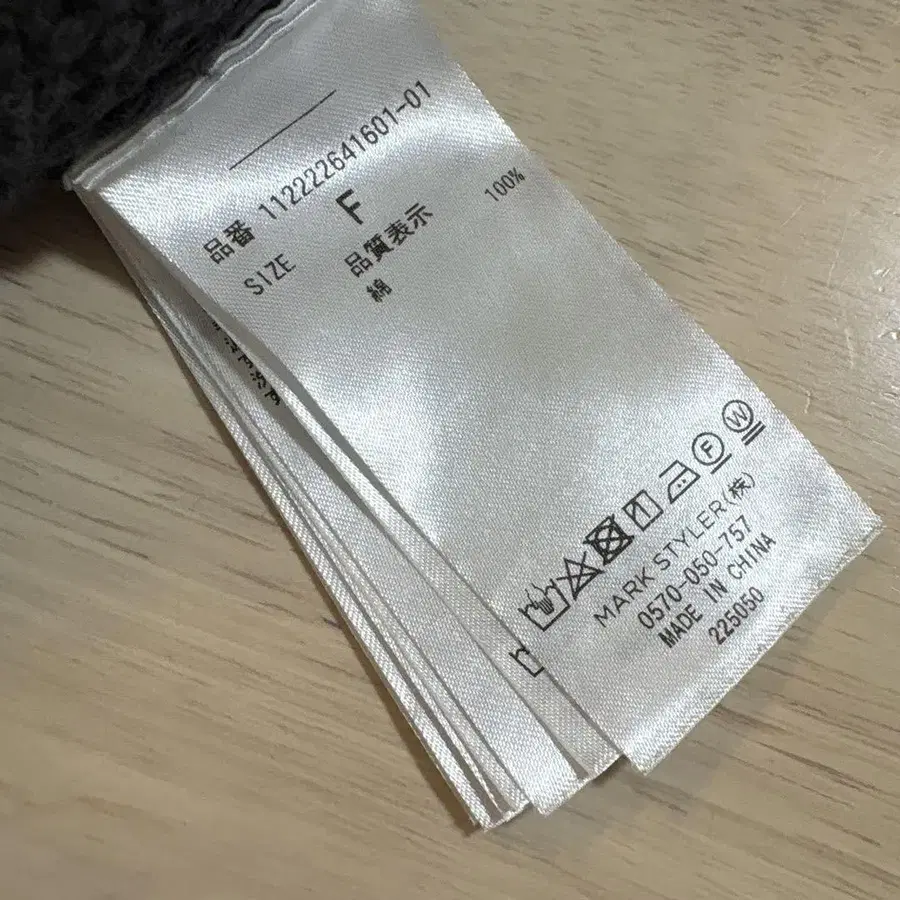 品番 112222641601-01
SIZE F
品質表示
綿 100%
F W
MARK STYLER(株)
0570-050-757
MADE IN CHINA
225050